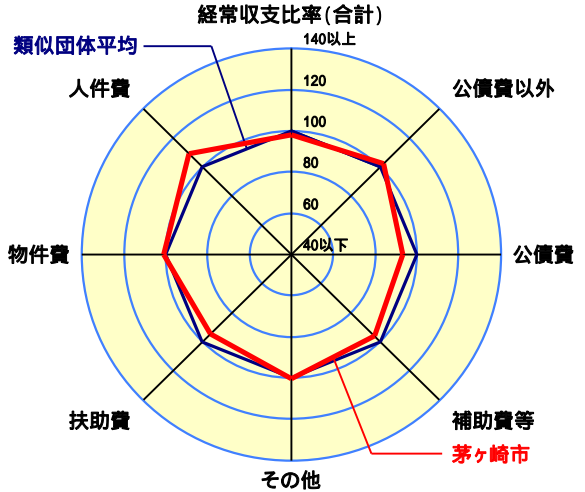 経常収支比率(合計)
類似団体平均
140以上
120
100
80
60
40以下
人件費
公債費以外
物件費
公債費
扶助費
補助費等
茅ヶ崎市
その他